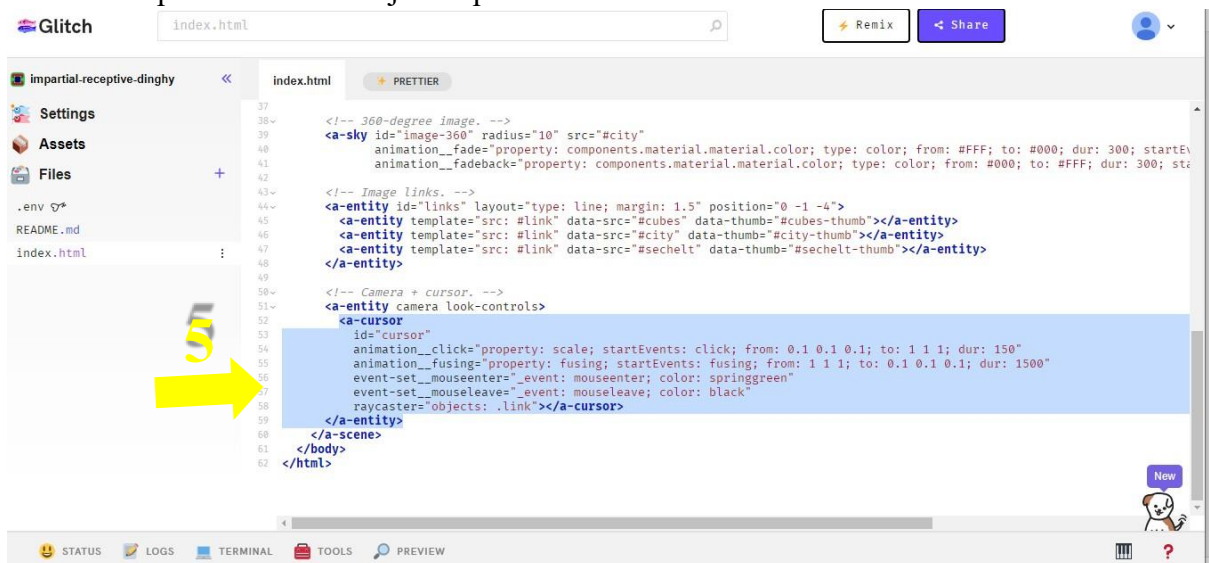 Glitch
index.html
Remix
Share
impartial-receptive-dinghy «
Settings
Assets
Files +
.env
README.md
index.html
index.html
PRETTIER
37
38 <!-- 360-degree image. -->
39 <a-sky id="image-360" radius="10" src="#city"
40 animation__fade="property: components.material.material.color; type: color; from: #FFF; to: #000; dur: 300; startEv
41 animation__fadeback="property: components.material.material.color; type: color; from: #000; to: #FFF; dur: 300; sta
42
43 <!-- Image links. -->
44 <a-entity id="links" layout="type: line; margin: 1.5" position="0 -1 -4">
45 <a-entity template="src: #link" data-src="#cubes" data-thumb="#cubes-thumb"></a-entity>
46 <a-entity template="src: #link" data-src="#city" data-thumb="#city-thumb"></a-entity>
47 <a-entity template="src: #link" data-src="#sechelt" data-thumb="#sechelt-thumb"></a-entity>
48 </a-entity>
49
50 <!-- Camera + cursor. -->
51 <a-entity camera look-controls>
52 <a-cursor
53 id="cursor"
54 animation__click="property: scale; startEvents: click; from: 0.1 0.1 0.1; to: 1 1 1; dur: 150"
55 animation__fusing="property: fusing; startEvents: fusing; from: 1 1 1; to: 0.1 0.1 0.1; dur: 1500"
56 event-set__mouseenter="_event: mouseenter; color: springgreen"
57 event-set__mouseleave="_event: mouseleave; color: black"
58 raycaster="objects: .link"></a-cursor>
59 </a-entity>
60 </a-scene>
61 </body>
62 </html>
5
New
STATUS
LOGS
TERMINAL
TOOLS
PREVIEW
?